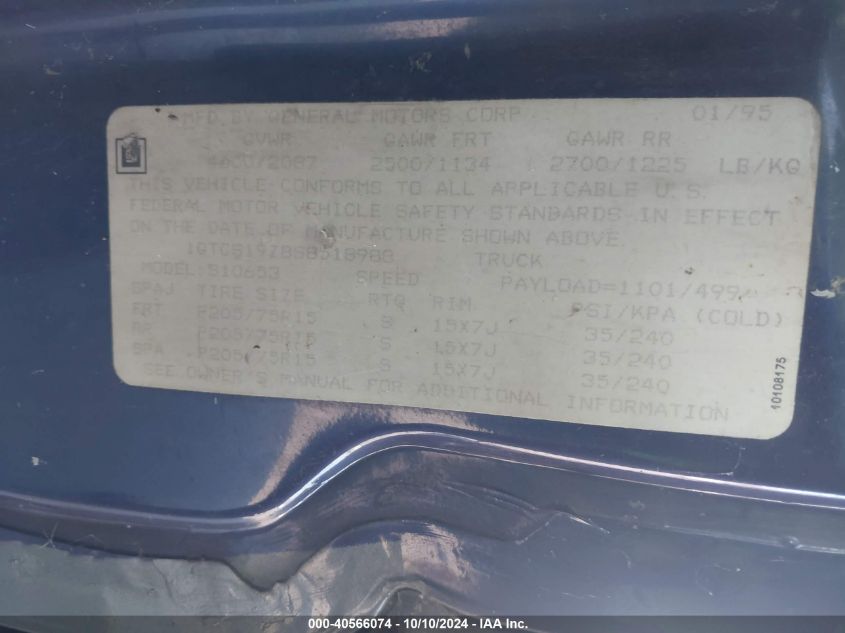 MFD BY GENERAL MOTORS CORP 01/95
GVWR GAWR FRT GAWR RR
4600/2087 2500/1134 2700/1225 LB/KG
THIS VEHICLE CONFORMS TO ALL APPLICABLE U.S.
FEDERAL MOTOR VEHICLE SAFETY STANDARDS IN EFFECT
ON THE DATE OF MANUFACTURE SHOWN ABOVE.
1GTCS19Z8S8518988 TRUCK
MODEL:S10653 PAYLOAD=1101/499
TIRE SIZE SPEED RTG RIM PSI/KPA (COLD)
FRT P205/75R15 S 15X7J 35/240
RR P205/75R15 S 15X7J 35/240
SPA P205/75R15 S 15X7J 35/240
SEE OWNER'S MANUAL FOR ADDITIONAL INFORMATION
10108175
000-40566074 - 10/10/2024 - IAA Inc.